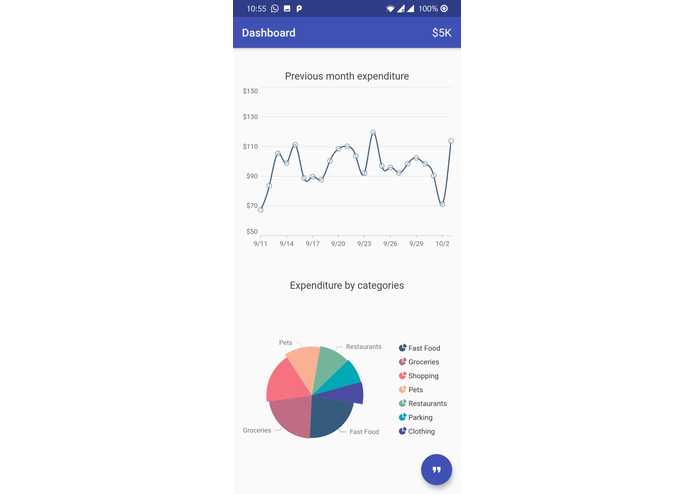 10:55 100%
Dashboard $5K
Previous month expenditure
$150
$130
$110
$90
$70
$50
9/11 9/14 9/17 9/20 9/23 9/26 9/29 10/2
Expenditure by categories
Pets
Restaurants
Groceries
Fast Food
Fast Food
Groceries
Shopping
Pets
Restaurants
Parking
Clothing